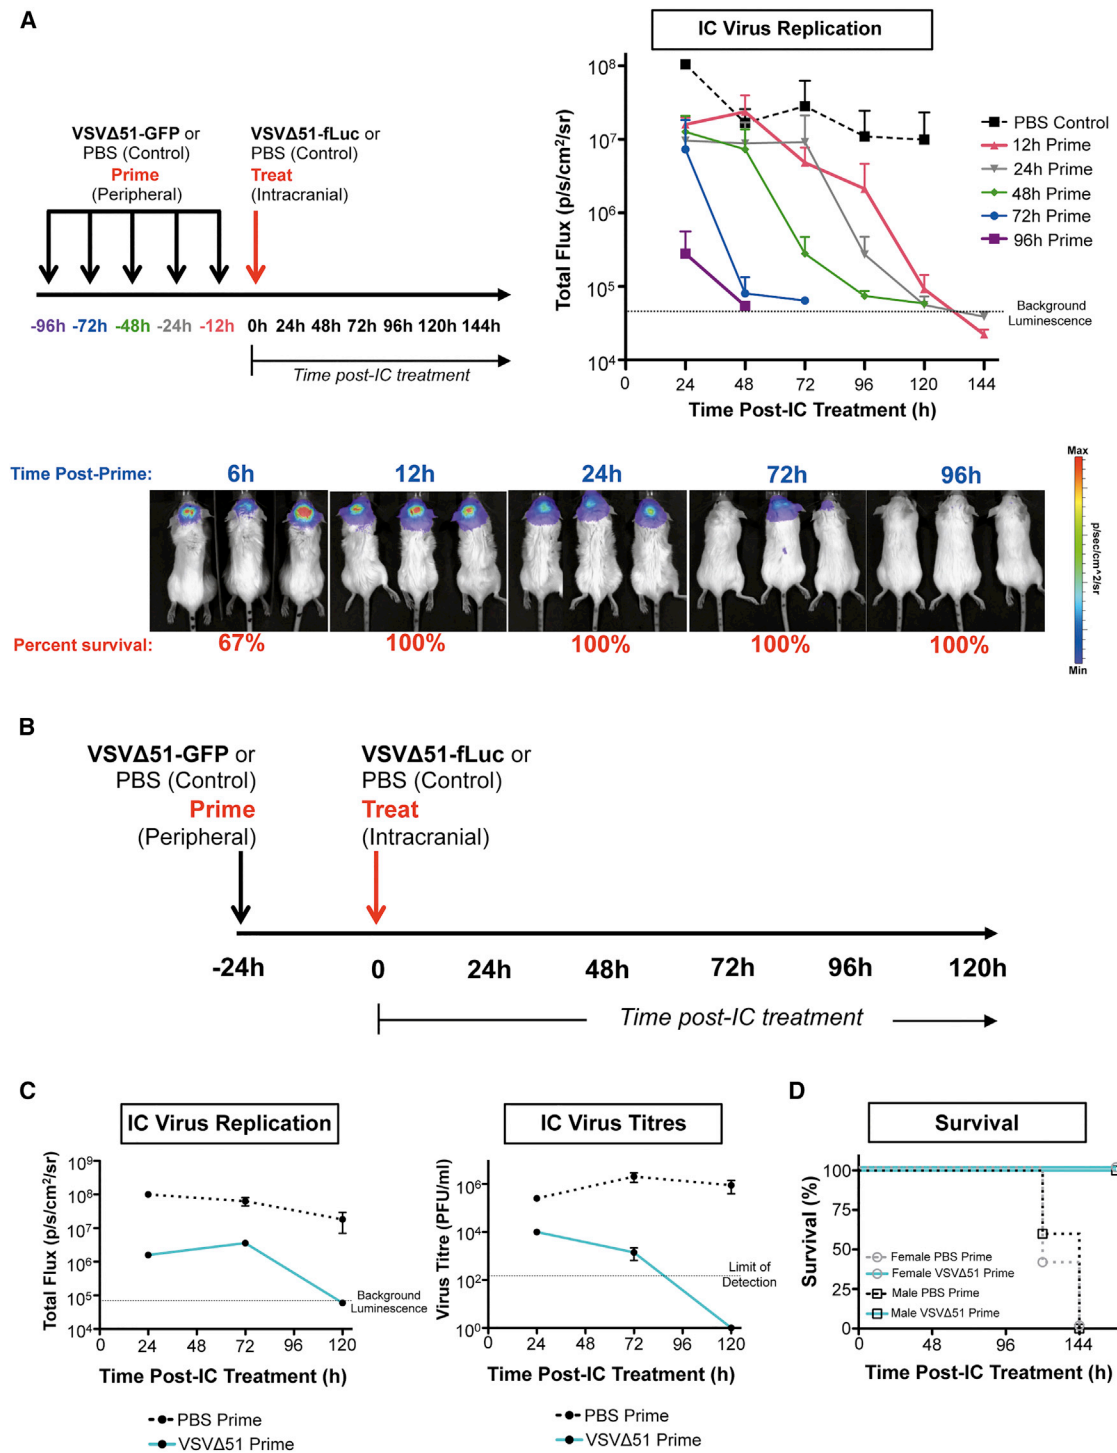 A
VSVΔ51-GFP or
PBS (Control)
Prime
(Peripheral)
VSVΔ51-fLuc or
PBS (Control)
Treat
(Intracranial)
-96h -72h -48h -24h -12h 0h 24h 48h 72h 96h 120h 144h
Time post-IC treatment
IC Virus Replication
Total Flux (p/s/cm²/sr)
10⁸
10⁷
10⁶
10⁵
10⁴
0 24 48 72 96 120 144
Time Post-IC Treatment (h)
Background
Luminescence
PBS Control
12h Prime
24h Prime
48h Prime
72h Prime
96h Prime
Time Post-Prime: 6h 12h 24h 72h 96h
Percent survival: 67% 100% 100% 100% 100%
Max
p/sec/cm^2/sr
Min
B
VSVΔ51-GFP or
PBS (Control)
Prime
(Peripheral)
VSVΔ51-fLuc or
PBS (Control)
Treat
(Intracranial)
-24h 0 24h 48h 72h 96h 120h
Time post-IC treatment
C
IC Virus Replication
Total Flux (p/s/cm²/sr)
10⁹
10⁸
10⁷
10⁶
10⁵
10⁴
Background
Luminescence
0 24 48 72 96 120
Time Post-IC Treatment (h)
PBS Prime
VSVΔ51 Prime
IC Virus Titres
Virus Titre (PFU/ml)
10⁶
10⁴
10²
10⁰
Limit of
Detection
0 24 48 72 96 120
Time Post-IC Treatment (h)
PBS Prime
VSVΔ51 Prime
D
Survival
Survival (%)
100
75
50
25
0
Female PBS Prime
Female VSVΔ51 Prime
Male PBS Prime
Male VSVΔ51 Prime
0 48 96 144
Time Post-IC Treatment (h)